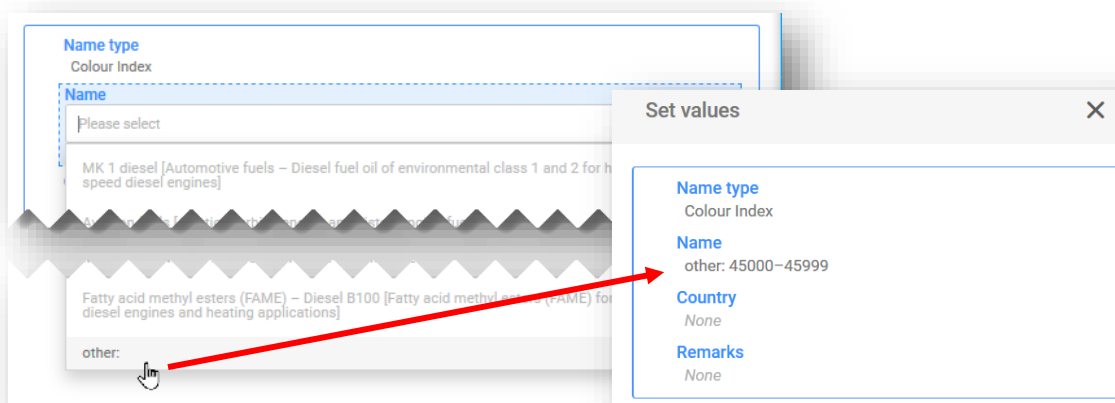 Name type
Colour Index
Name
Please select
MK 1 diesel [Automotive fuels – Diesel fuel oil of environmental class 1 and 2 for h
speed diesel engines]
Fatty acid methyl esters (FAME) – Diesel B100 [Fatty acid methyl esters (FAME) for
diesel engines and heating applications]
other:
Set values
Name type
Colour Index
Name
other: 45000–45999
Country
None
Remarks
None